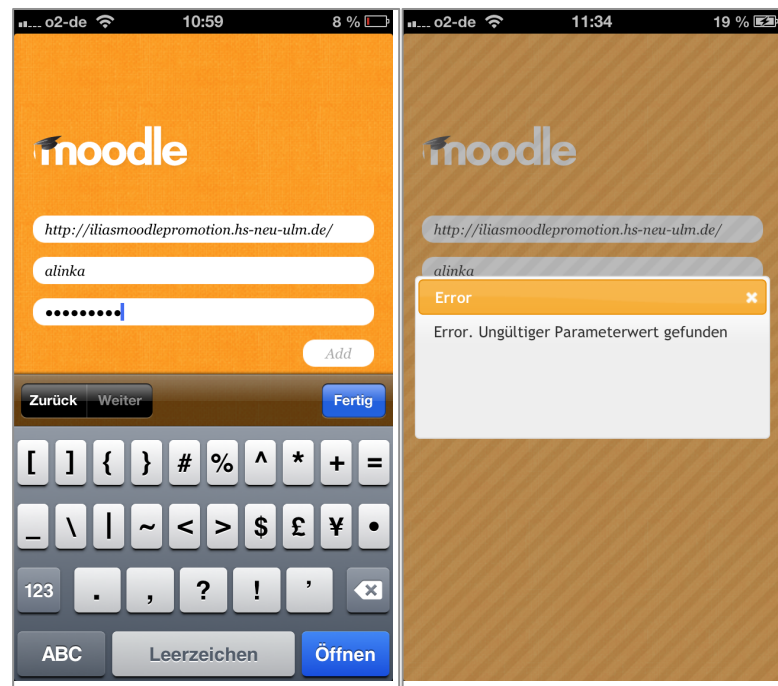 o2-de 10:59 8 %
moodle
http://iliasmoodlepromotion.hs-neu-ulm.de/
alinka
•••••••••
Add
Zurück Weiter Fertig
[ ] { } # % ^ * + =
_ \ | ~ < > $ £ ¥ •
123 . , ? ! ’
ABC Leerzeichen Öffnen
o2-de 11:34 19 %
moodle
http://iliasmoodlepromotion.hs-neu-ulm.de/
alinka
Error
Error. Ungültiger Parameterwert gefunden